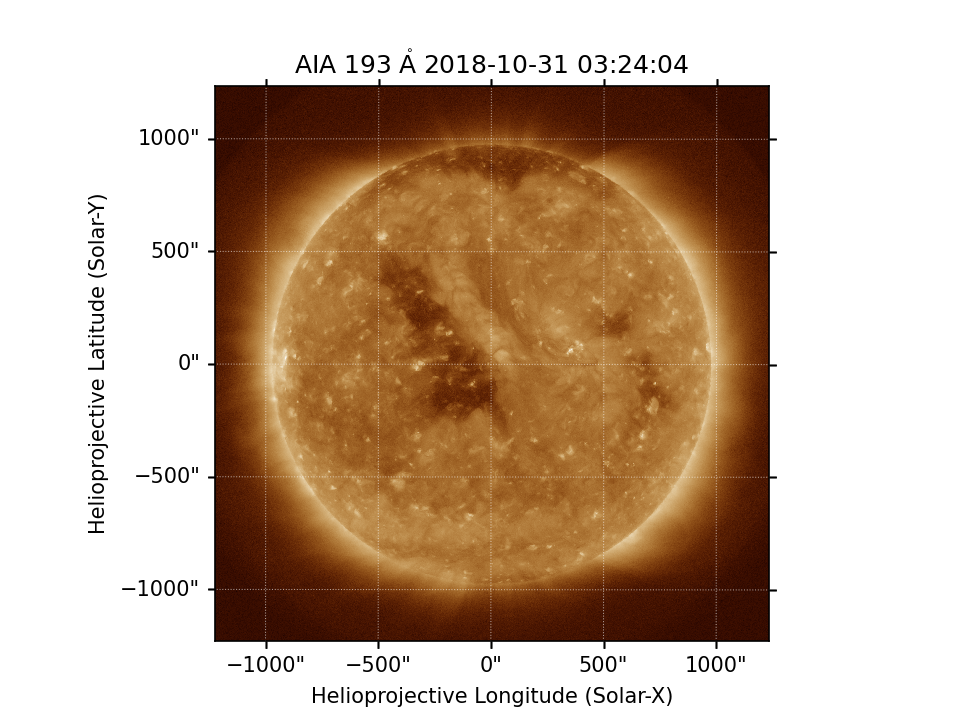 AIA 193 Å 2018-10-31 03:24:04
Helioprojective Latitude (Solar-Y)
1000"
500"
0"
−500"
−1000"
−1000" −500" 0" 500" 1000"
Helioprojective Longitude (Solar-X)